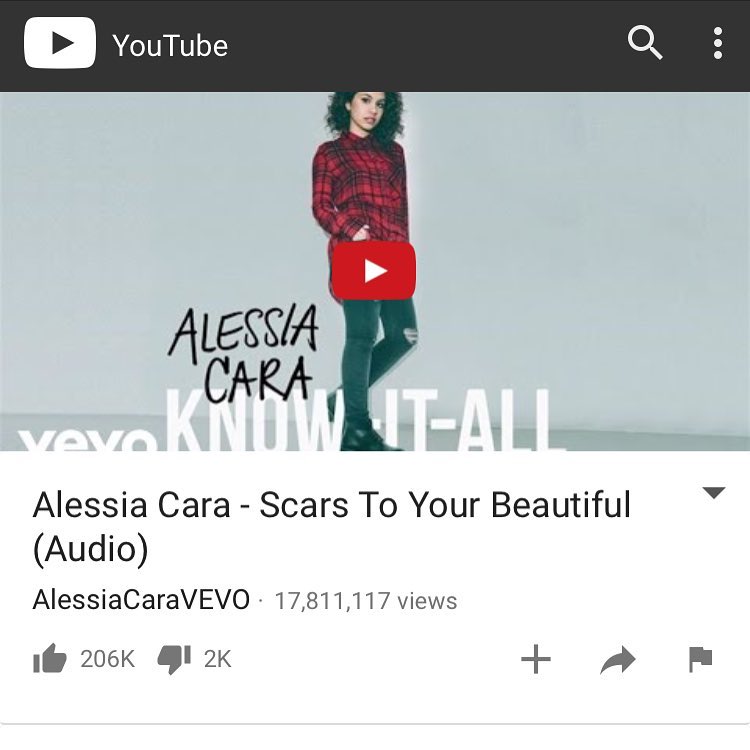 YouTube
ALESSIA
CARA
KNOW-IT-ALL
vevo
Alessia Cara - Scars To Your Beautiful
(Audio)
AlessiaCaraVEVO · 17,811,117 views
206K 2K